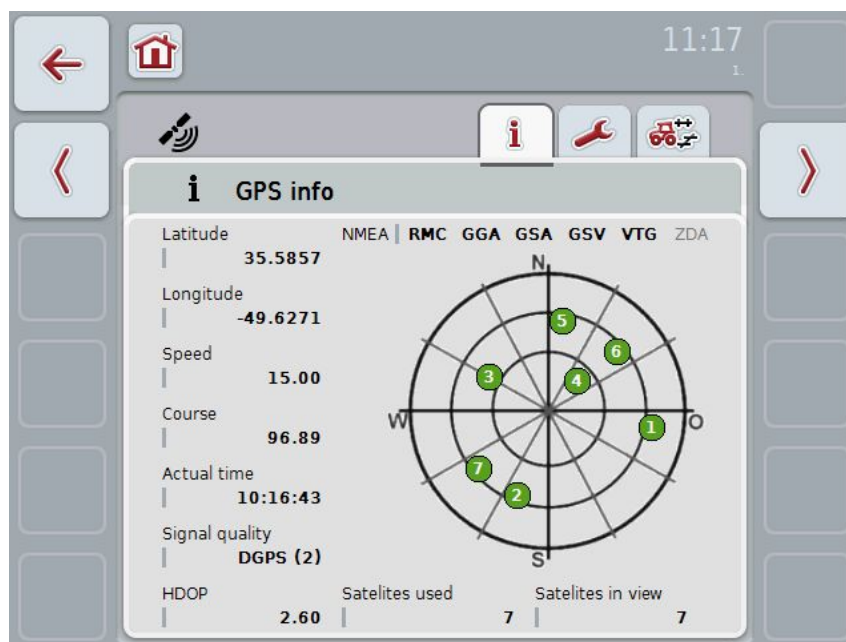 11:17
1.
i
i GPS info
Latitude
35.5857
NMEA RMC GGA GSA GSV VTG ZDA
Longitude
-49.6271
Speed
15.00
Course
96.89
Actual time
10:16:43
Signal quality
DGPS (2)
HDOP
2.60
N
5
6
3
4
W
O
1
7
2
S
Satelites used
7
Satelites in view
7